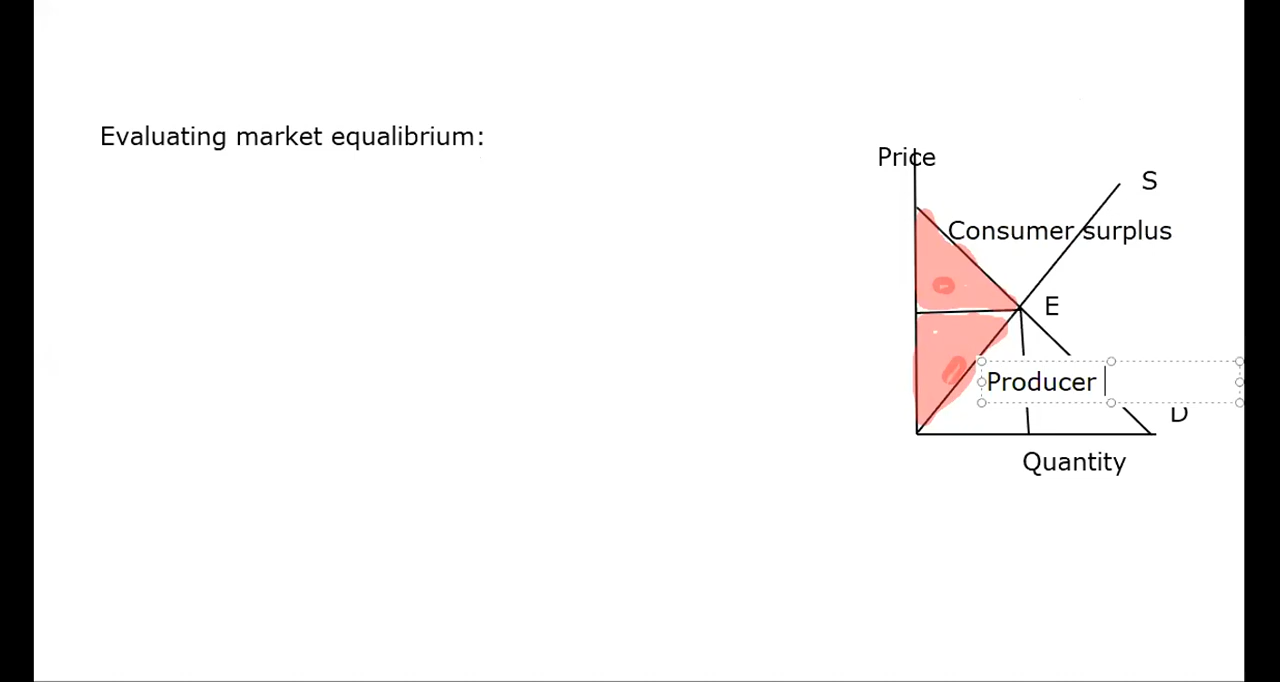 Evaluating market equalibrium:
Price
S
Consumer surplus
E
Producer
D
Quantity